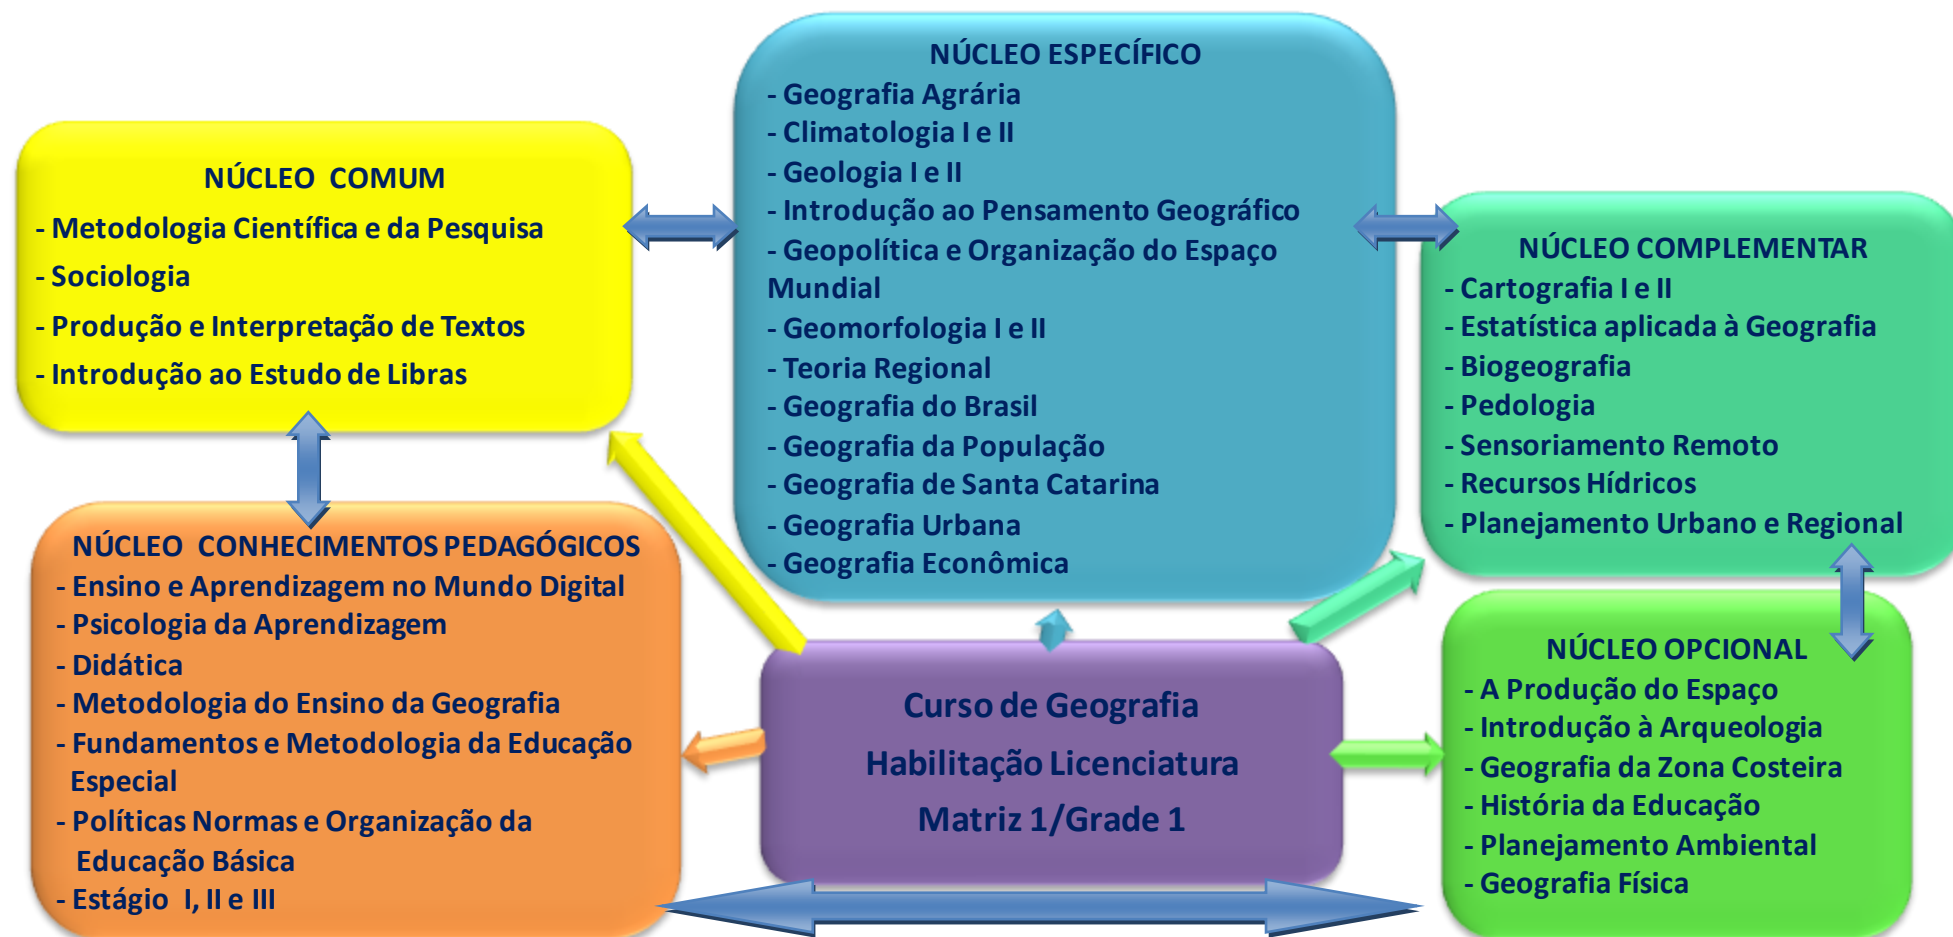 NÚCLEO ESPECÍFICO
- Geografia Agrária
- Climatologia I e II
- Geologia I e II
- Introdução ao Pensamento Geográfico
- Geopolítica e Organização do Espaço
Mundial
- Geomorfologia I e II
- Teoria Regional
- Geografia do Brasil
- Geografia da População
- Geografia de Santa Catarina
- Geografia Urbana
- Geografia Econômica
NÚCLEO COMUM
- Metodologia Científica e da Pesquisa
- Sociologia
- Produção e Interpretação de Textos
- Introdução ao Estudo de Libras
NÚCLEO COMPLEMENTAR
- Cartografia I e II
- Estatística aplicada à Geografia
- Biogeografia
- Pedologia
- Sensoriamento Remoto
- Recursos Hídricos
- Planejamento Urbano e Regional
NÚCLEO CONHECIMENTOS PEDAGÓGICOS
- Ensino e Aprendizagem no Mundo Digital
- Psicologia da Aprendizagem
- Didática
- Metodologia do Ensino da Geografia
- Fundamentos e Metodologia da Educação
Especial
- Políticas Normas e Organização da
Educação Básica
- Estágio I, II e III
Curso de Geografia
Habilitação Licenciatura
Matriz 1/Grade 1
NÚCLEO OPCIONAL
- A Produção do Espaço
- Introdução à Arqueologia
- Geografia da Zona Costeira
- História da Educação
- Planejamento Ambiental
- Geografia Física